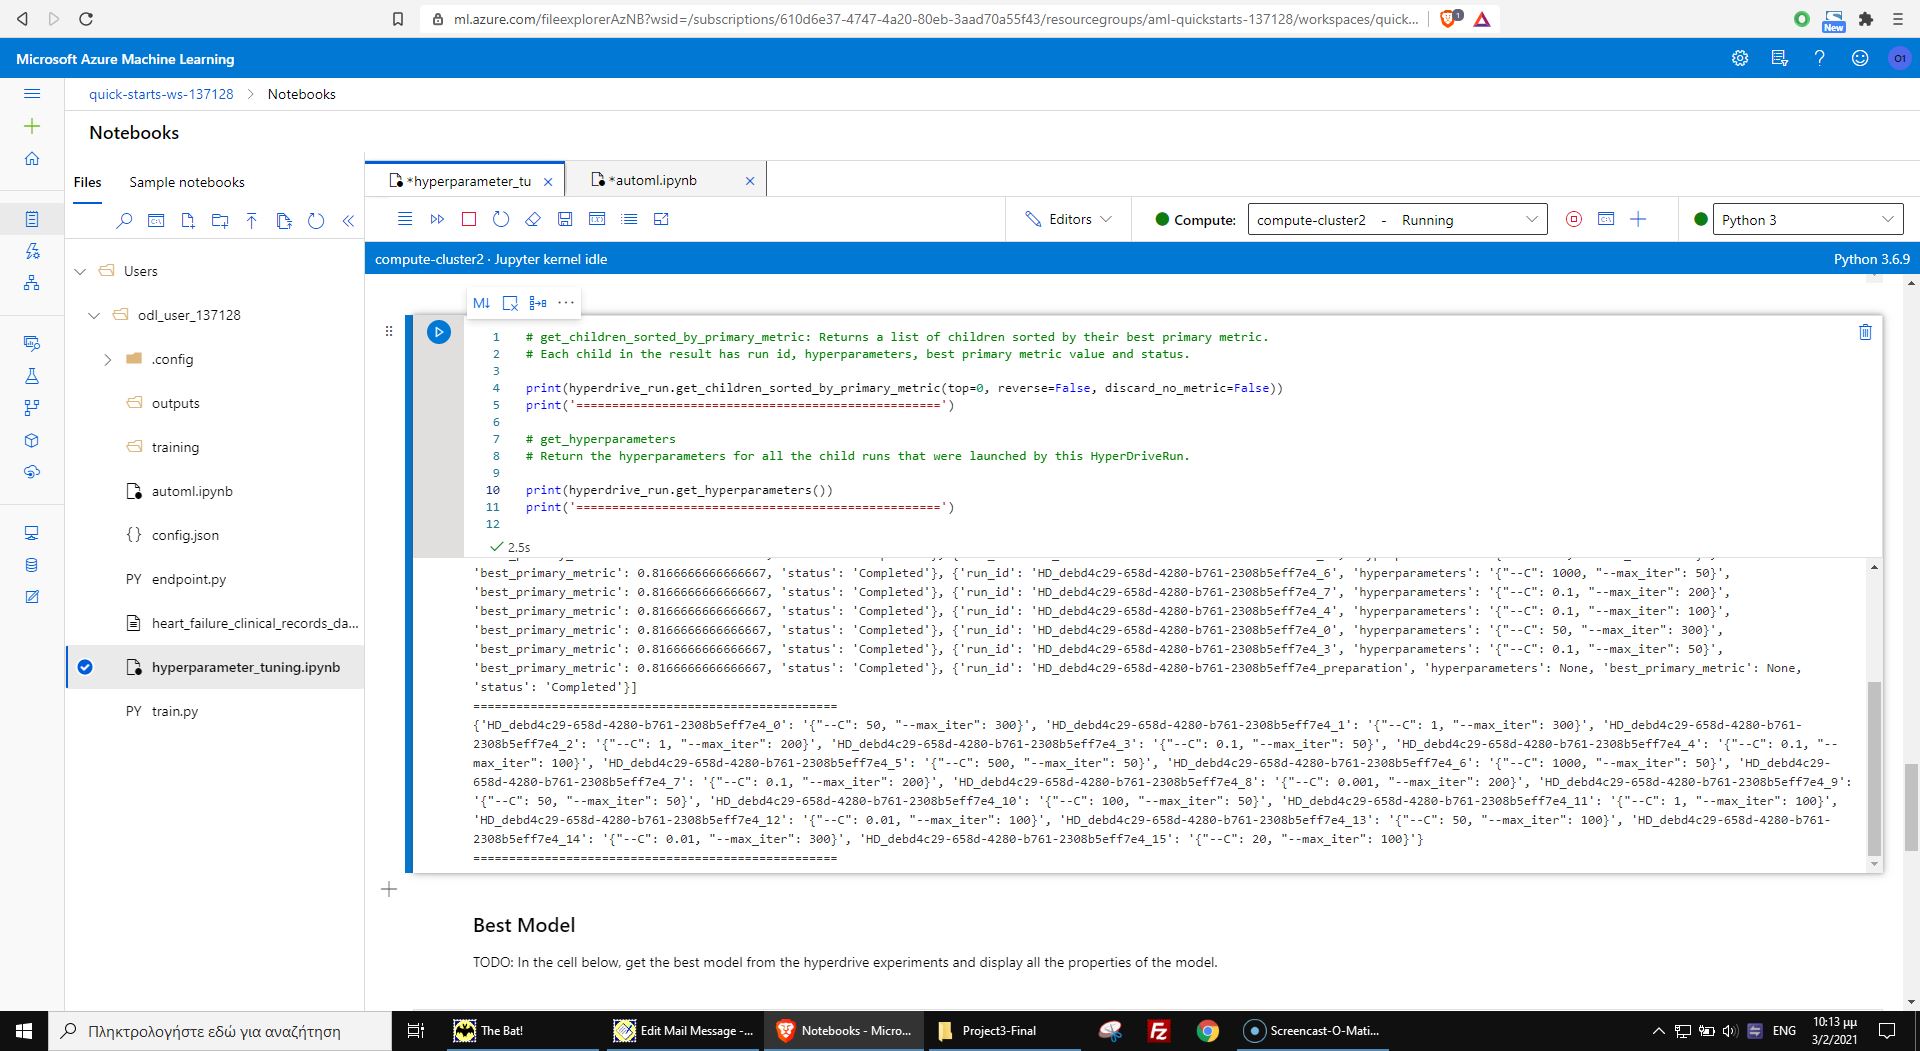 ml.azure.com/fileexplorerAzNB?wsid=/subscriptions/610d6e37-4747-4a20-80eb-3aad70a55f43/resourcegroups/aml-quickstarts-137128/workspaces/quick...
1
New
Microsoft Azure Machine Learning
O1
quick-starts-ws-137128 > Notebooks
Notebooks
Files
Sample notebooks
*hyperparameter_tu
*automl.ipynb
Editors
Compute:
compute-cluster2 - Running
Python 3
compute-cluster2 · Jupyter kernel idle
Python 3.6.9
Users
odl_user_137128
.config
outputs
training
automl.ipynb
{} config.json
PY endpoint.py
heart_failure_clinical_records_da...
hyperparameter_tuning.ipynb
PY train.py
M↓
1 # get_children_sorted_by_primary_metric: Returns a list of children sorted by their best primary metric.
2 # Each child in the result has run id, hyperparameters, best primary metric value and status.
3
4 print(hyperdrive_run.get_children_sorted_by_primary_metric(top=0, reverse=False, discard_no_metric=False))
5 print('===================================================')
6
7 # get_hyperparameters
8 # Return the hyperparameters for all the child runs that were launched by this HyperDriveRun.
9
10 print(hyperdrive_run.get_hyperparameters())
11 print('===================================================')
12
2.5s
'best_primary_metric': 0.8166666666666667, 'status': 'Completed'}, {'run_id': 'HD_debd4c29-658d-4280-b761-2308b5eff7e4_6', 'hyperparameters': '{"--C": 1000, "--max_iter": 50}',
'best_primary_metric': 0.8166666666666667, 'status': 'Completed'}, {'run_id': 'HD_debd4c29-658d-4280-b761-2308b5eff7e4_7', 'hyperparameters': '{"--C": 0.1, "--max_iter": 200}',
'best_primary_metric': 0.8166666666666667, 'status': 'Completed'}, {'run_id': 'HD_debd4c29-658d-4280-b761-2308b5eff7e4_4', 'hyperparameters': '{"--C": 0.1, "--max_iter": 100}',
'best_primary_metric': 0.8166666666666667, 'status': 'Completed'}, {'run_id': 'HD_debd4c29-658d-4280-b761-2308b5eff7e4_0', 'hyperparameters': '{"--C": 50, "--max_iter": 300}',
'best_primary_metric': 0.8166666666666667, 'status': 'Completed'}, {'run_id': 'HD_debd4c29-658d-4280-b761-2308b5eff7e4_3', 'hyperparameters': '{"--C": 0.1, "--max_iter": 50}',
'best_primary_metric': 0.8166666666666667, 'status': 'Completed'}, {'run_id': 'HD_debd4c29-658d-4280-b761-2308b5eff7e4_preparation', 'hyperparameters': None, 'best_primary_metric': None,
'status': 'Completed'}]
===================================================
{'HD_debd4c29-658d-4280-b761-2308b5eff7e4_0': '{"--C": 50, "--max_iter": 300}', 'HD_debd4c29-658d-4280-b761-2308b5eff7e4_1': '{"--C": 1, "--max_iter": 300}', 'HD_debd4c29-658d-4280-b761-
2308b5eff7e4_2': '{"--C": 1, "--max_iter": 200}', 'HD_debd4c29-658d-4280-b761-2308b5eff7e4_3': '{"--C": 0.1, "--max_iter": 50}', 'HD_debd4c29-658d-4280-b761-2308b5eff7e4_4': '{"--C": 0.1, "--
max_iter": 100}', 'HD_debd4c29-658d-4280-b761-2308b5eff7e4_5': '{"--C": 500, "--max_iter": 50}', 'HD_debd4c29-658d-4280-b761-2308b5eff7e4_6': '{"--C": 1000, "--max_iter": 50}', 'HD_debd4c29-
658d-4280-b761-2308b5eff7e4_7': '{"--C": 0.1, "--max_iter": 200}', 'HD_debd4c29-658d-4280-b761-2308b5eff7e4_8': '{"--C": 0.001, "--max_iter": 200}', 'HD_debd4c29-658d-4280-b761-2308b5eff7e4_9':
'{"--C": 50, "--max_iter": 50}', 'HD_debd4c29-658d-4280-b761-2308b5eff7e4_10': '{"--C": 100, "--max_iter": 50}', 'HD_debd4c29-658d-4280-b761-2308b5eff7e4_11': '{"--C": 1, "--max_iter": 100}',
'HD_debd4c29-658d-4280-b761-2308b5eff7e4_12': '{"--C": 0.01, "--max_iter": 100}', 'HD_debd4c29-658d-4280-b761-2308b5eff7e4_13': '{"--C": 50, "--max_iter": 100}', 'HD_debd4c29-658d-4280-b761-
2308b5eff7e4_14': '{"--C": 0.01, "--max_iter": 300}', 'HD_debd4c29-658d-4280-b761-2308b5eff7e4_15': '{"--C": 20, "--max_iter": 100}'}
===================================================
Best Model
TODO: In the cell below, get the best model from the hyperdrive experiments and display all the properties of the model.
Πληκτρολογήστε εδώ για αναζήτηση
The Bat!
Edit Mail Message -...
Notebooks - Micro...
Project3-Final
Screencast-O-Mati...
ENG
10:13 μμ
3/2/2021